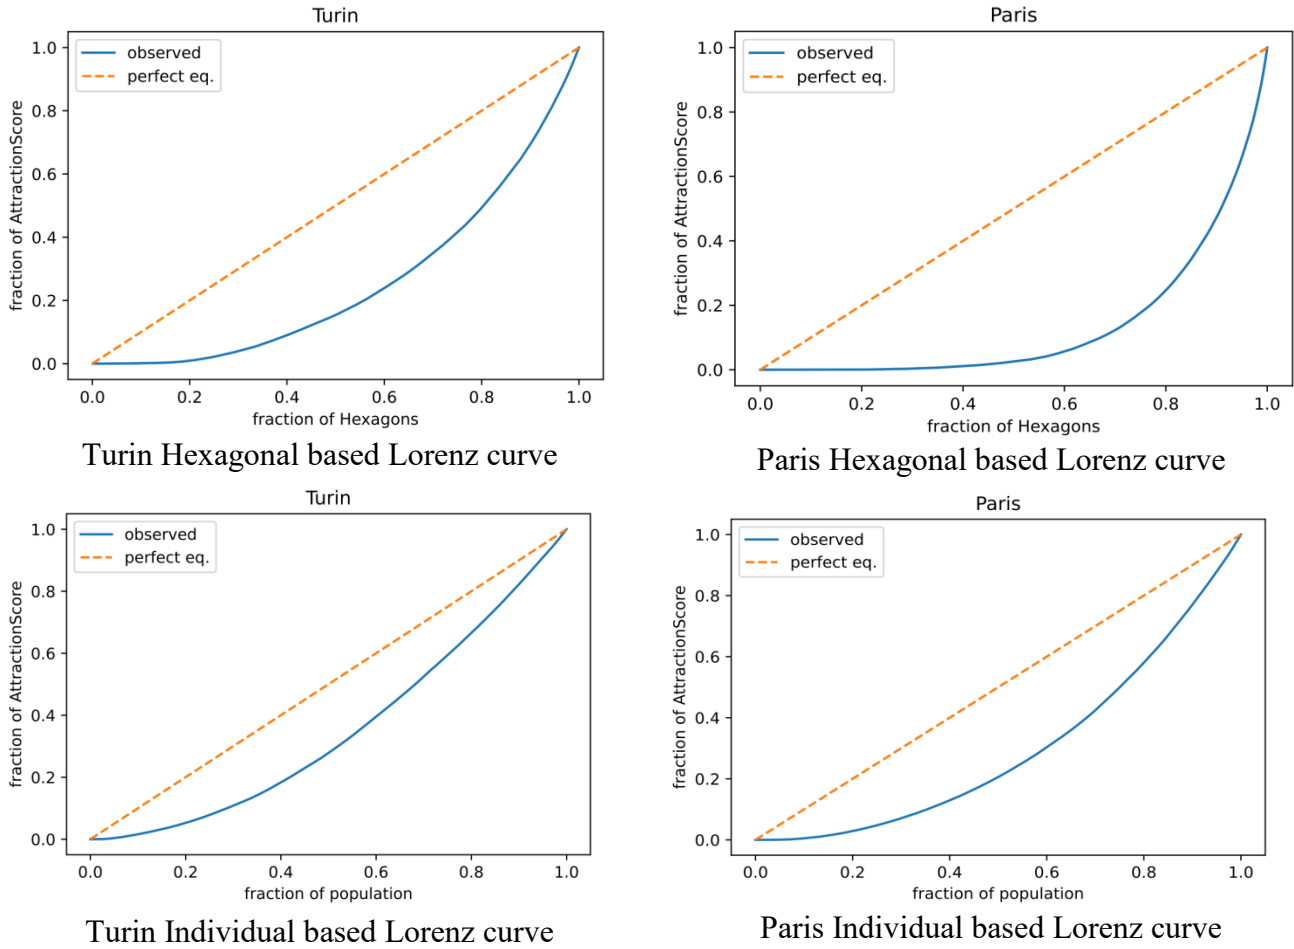 Turin
observed
perfect eq.
1.0
0.8
0.6
0.4
0.2
0.0
fraction of AttractionScore
0.0 0.2 0.4 0.6 0.8 1.0
fraction of Hexagons
Turin Hexagonal based Lorenz curve
Paris
observed
perfect eq.
1.0
0.8
0.6
0.4
0.2
0.0
fraction of AttractionScore
0.0 0.2 0.4 0.6 0.8 1.0
fraction of Hexagons
Paris Hexagonal based Lorenz curve
Turin
observed
perfect eq.
1.0
0.8
0.6
0.4
0.2
0.0
fraction of AttractionScore
0.0 0.2 0.4 0.6 0.8 1.0
fraction of population
Turin Individual based Lorenz curve
Paris
observed
perfect eq.
1.0
0.8
0.6
0.4
0.2
0.0
fraction of AttractionScore
0.0 0.2 0.4 0.6 0.8 1.0
fraction of population
Paris Individual based Lorenz curve